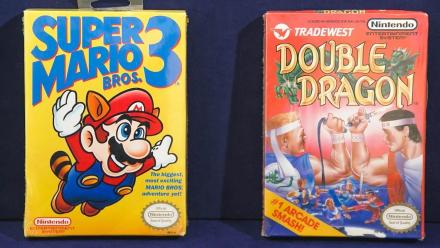 SUPER
MARIO
BROS.
3
The biggest,
most exciting
MARIO BROS.
adventure yet!
Nintendo
ENTERTAINMENT
SYSTEM
DRAGON
TRADEWEST
Nintendo
ENTERTAINMENT
SYSTEM
DOUBLE
DRAGON
#1 ARCADE
SMASH!